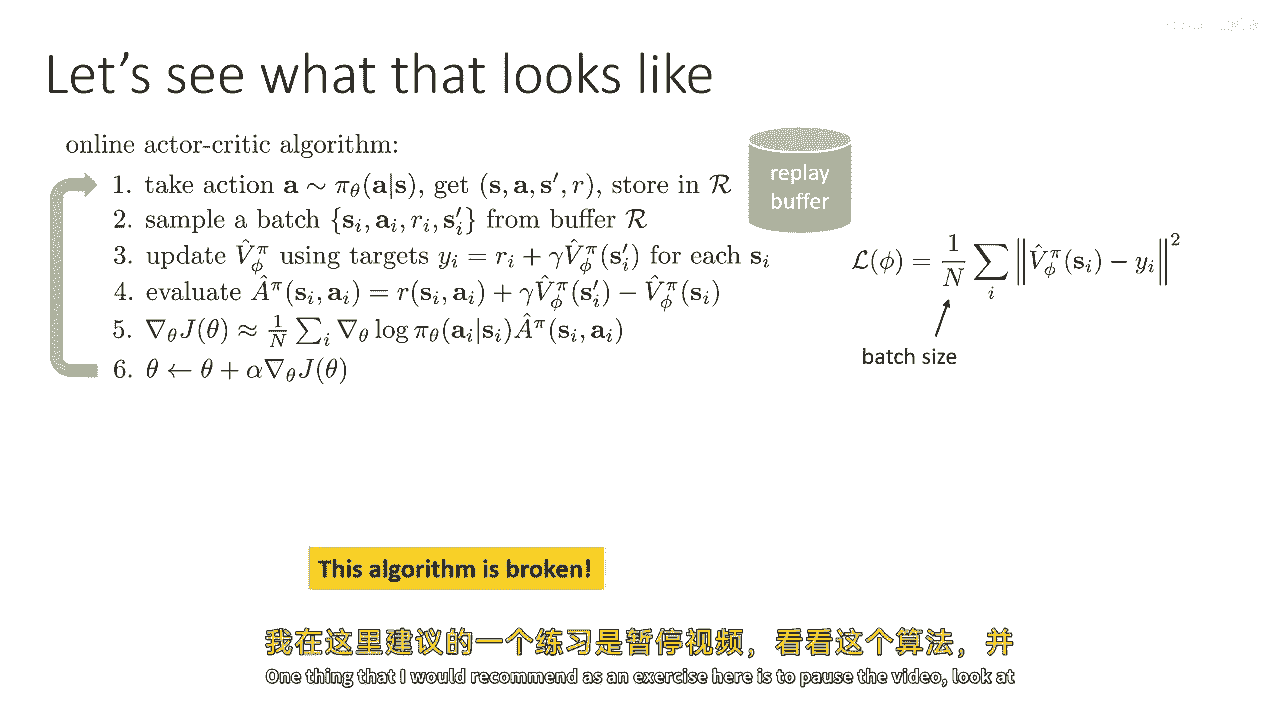 Let's see what that looks like
online actor-critic algorithm:
1. take action $\mathbf{a} \sim \pi_\theta(\mathbf{a}|\mathbf{s})$, get $(\mathbf{s}, \mathbf{a}, \mathbf{s}', r)$, store in $\mathcal{R}$
2. sample a batch $\{\mathbf{s}_i, \mathbf{a}_i, r_i, \mathbf{s}'_i\}$ from buffer $\mathcal{R}$
3. update $\hat{V}^\pi_\phi$ using targets $y_i = r_i + \gamma \hat{V}^\pi_\phi(\mathbf{s}'_i)$ for each $\mathbf{s}_i$
4. evaluate $\hat{A}^\pi(\mathbf{s}_i, \mathbf{a}_i) = r(\mathbf{s}_i, \mathbf{a}_i) + \gamma \hat{V}^\pi_\phi(\mathbf{s}'_i) - \hat{V}^\pi_\phi(\mathbf{s}_i)$
5. $\nabla_\theta J(\theta) \approx \frac{1}{N} \sum_i \nabla_\theta \log \pi_\theta(\mathbf{a}_i|\mathbf{s}_i) \hat{A}^\pi(\mathbf{s}_i, \mathbf{a}_i)$
6. $\theta \leftarrow \theta + \alpha \nabla_\theta J(\theta)$
replay
buffer
$\mathcal{L}(\phi) = \frac{1}{N} \sum_i \left\| \hat{V}^\pi_\phi(\mathbf{s}_i) - y_i \right\|^2$
batch size
This algorithm is broken!
我在这里建议的一个练习是暂停视频，看看这个算法，并
One thing that I would recommend as an exercise here is to pause the video, look at